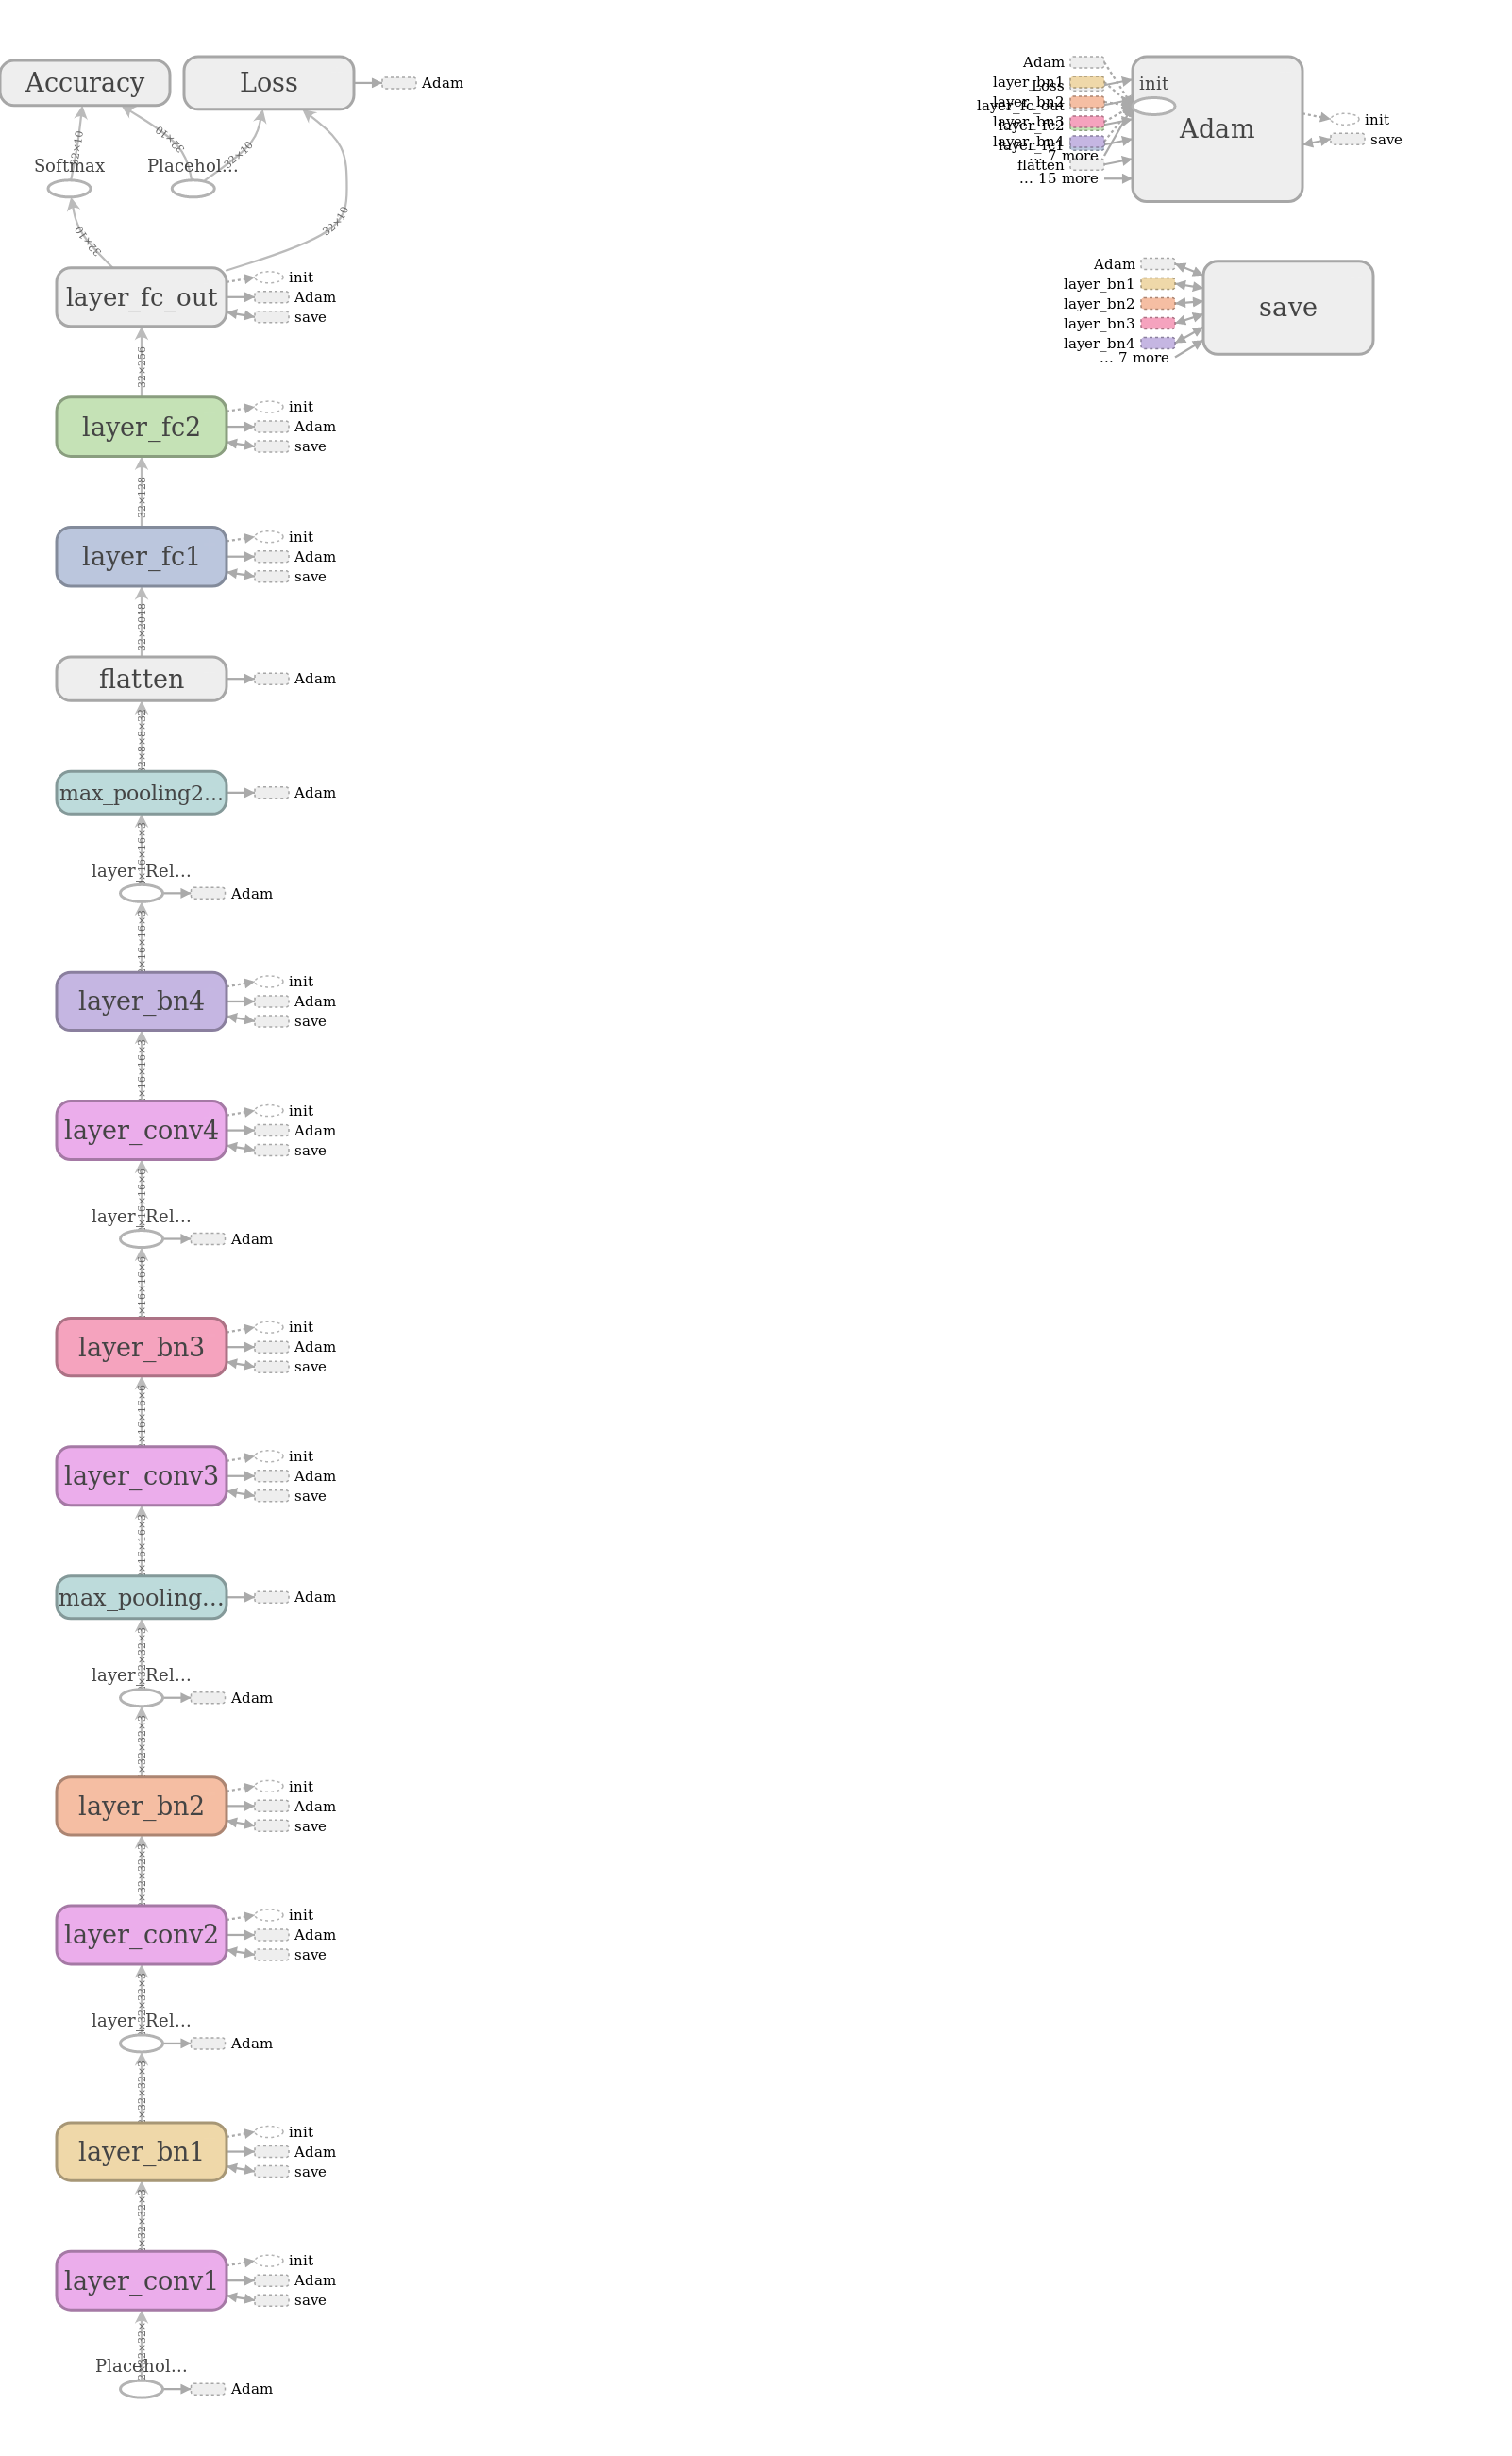 Accuracy
Loss
Adam
32×10
32×10
32×10
Softmax
Placehol…
32×10
32×10
layer_fc_out
init
Adam
save
32×256
layer_fc2
init
Adam
save
32×128
layer_fc1
init
Adam
save
32×2048
flatten
Adam
max_pooling2…
Adam
layer_Rel…
Adam
layer_bn4
init
Adam
save
layer_conv4
init
Adam
save
layer_Rel…
Adam
layer_bn3
init
Adam
save
layer_conv3
init
Adam
save
max_pooling…
Adam
layer_Rel…
Adam
layer_bn2
init
Adam
save
layer_conv2
init
Adam
save
layer_Rel…
Adam
layer_bn1
init
Adam
save
layer_conv1
init
Adam
save
Placehol…
Adam
Adam
layer_bn1
Loss
layer_bn2
layer_fc_out
layer_bn3
layer_fc2
layer_bn4
layer_fc1
… 7 more
flatten
… 15 more
init
Adam
init
save
Adam
layer_bn1
layer_bn2
layer_bn3
layer_bn4
… 7 more
save